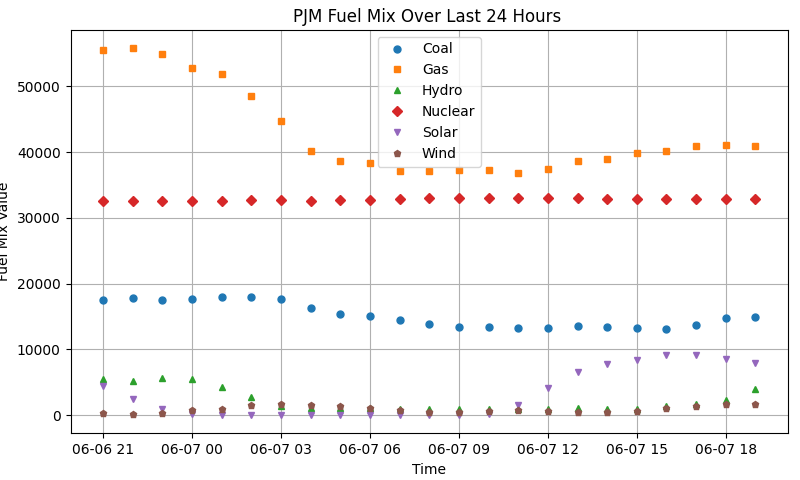 PJM Fuel Mix Over Last 24 Hours
Coal
Gas
Hydro
Nuclear
Solar
Wind
50000
40000
30000
20000
10000
0
Fuel Mix Value
06-06 21 06-07 00 06-07 03 06-07 06 06-07 09 06-07 12 06-07 15 06-07 18
Time